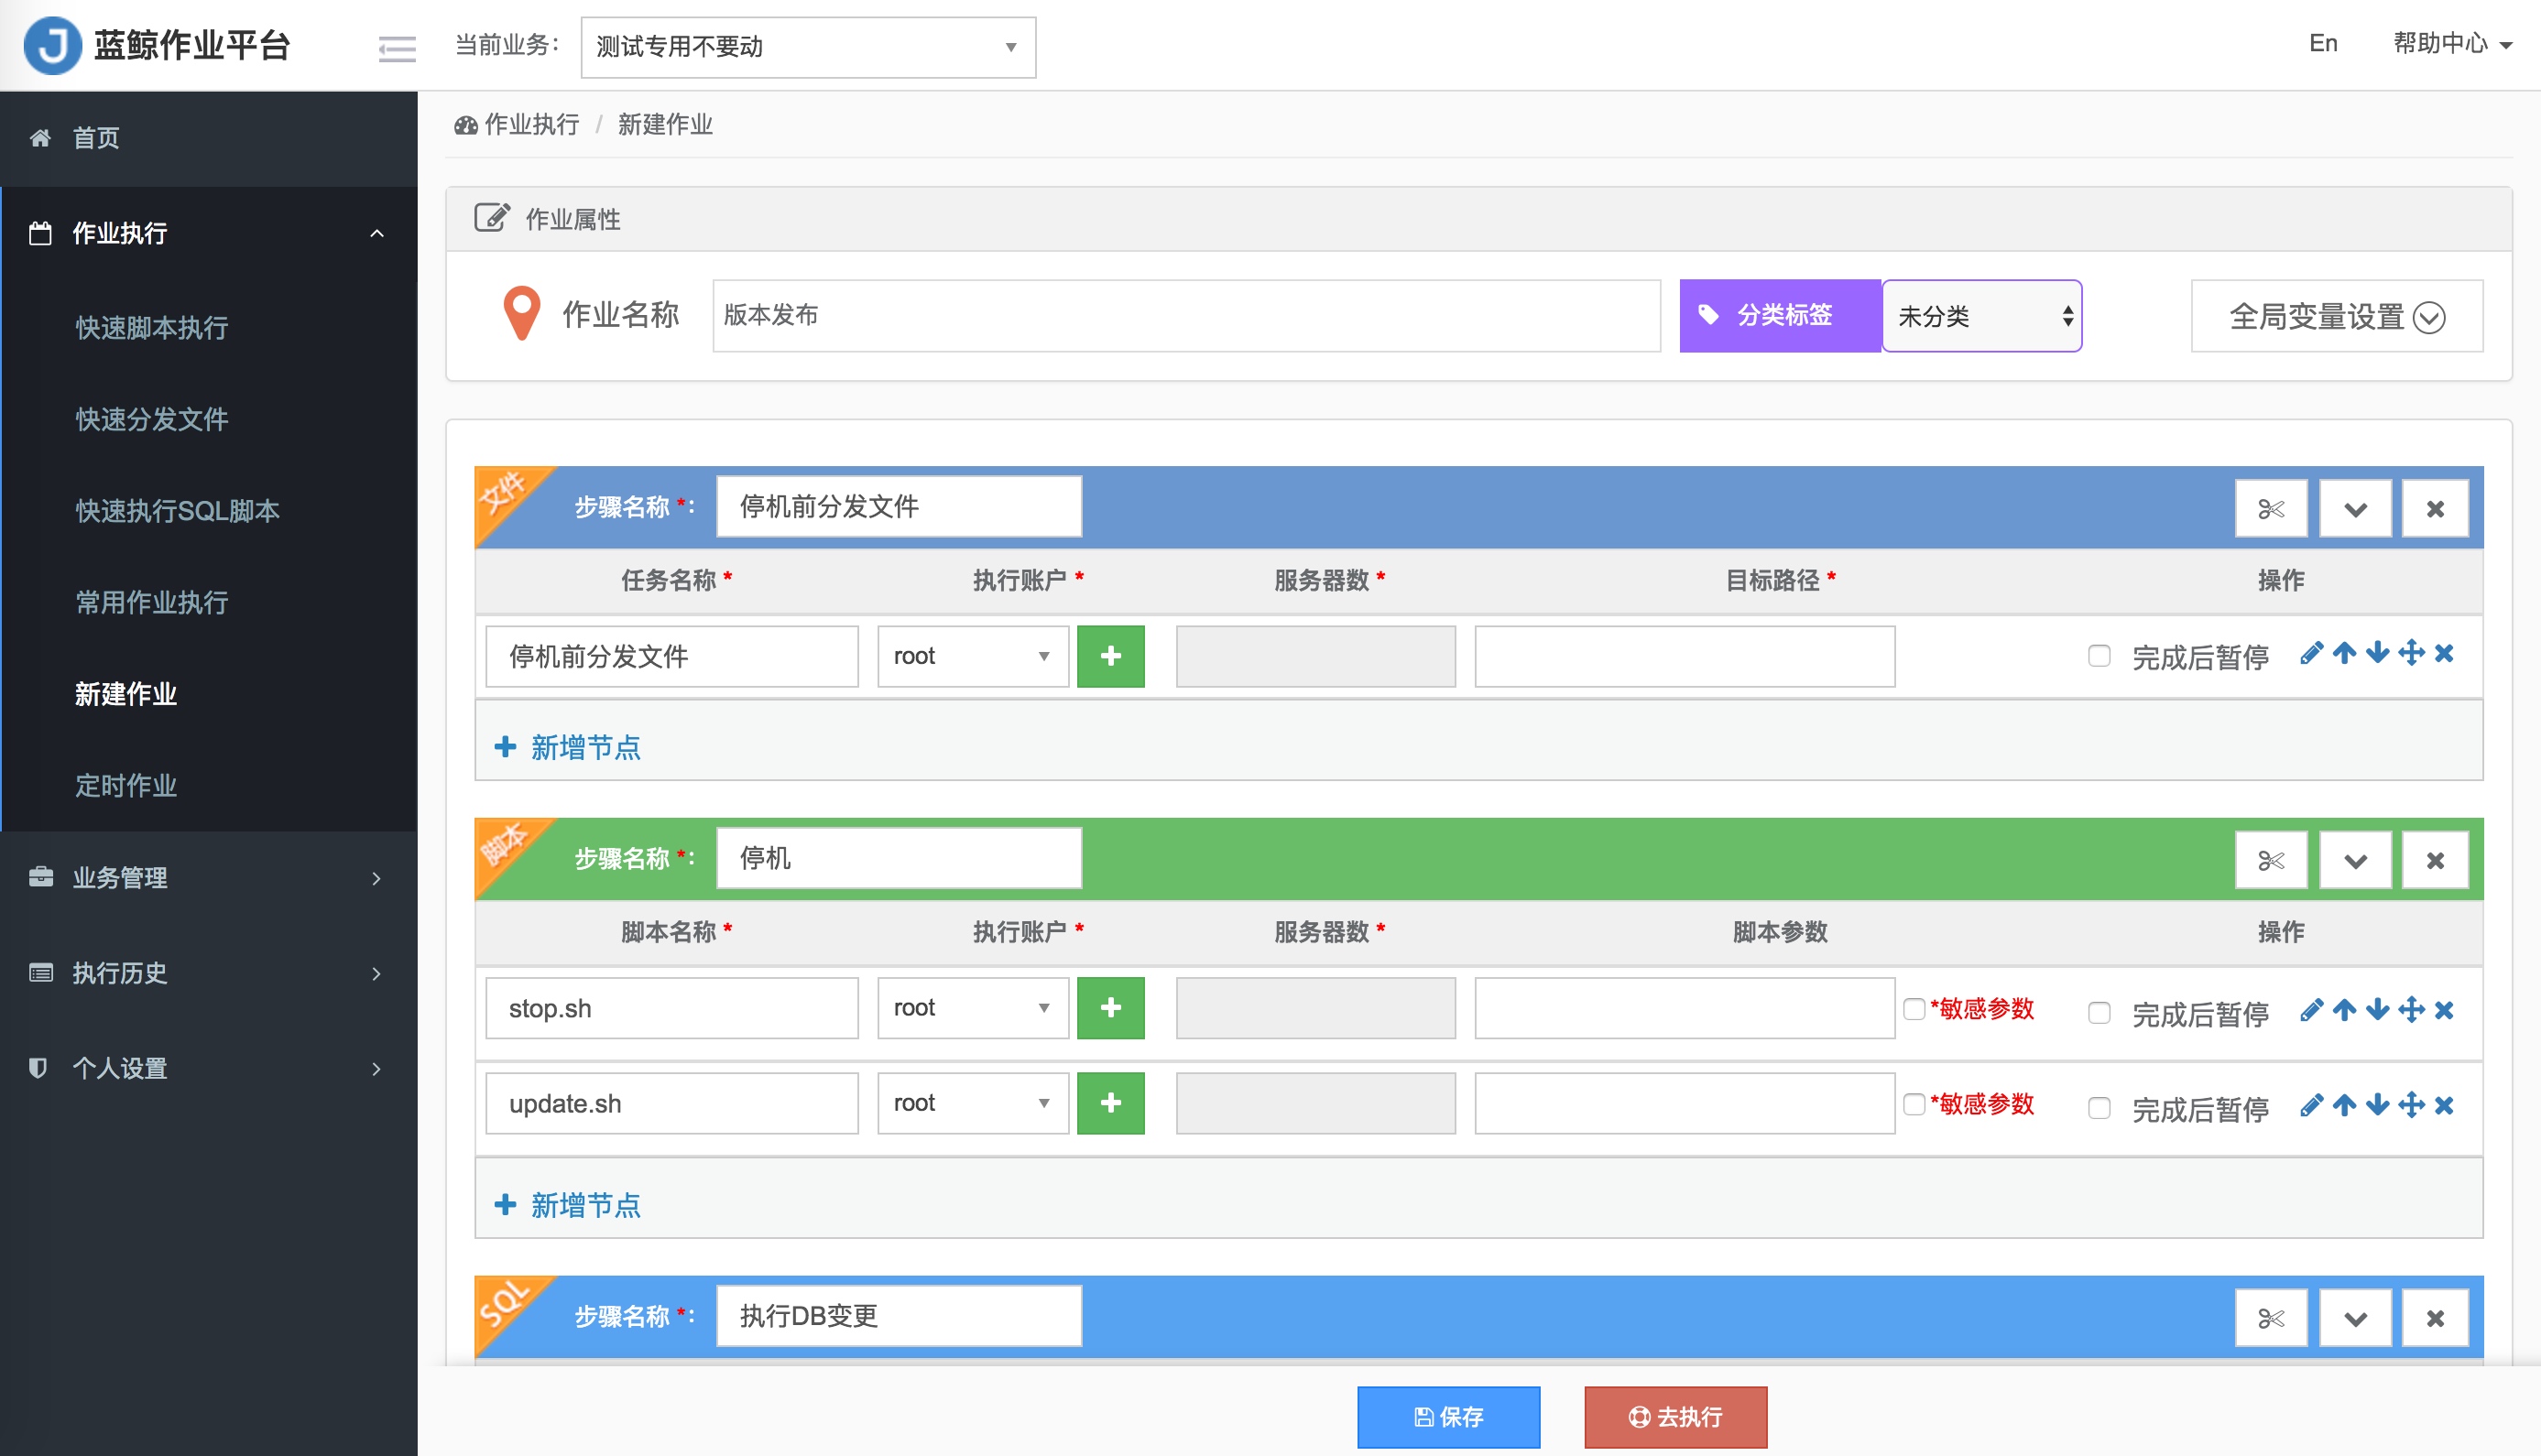 蓝鲸作业平台
当前业务: 测试专用不要动
En 帮助中心
首页
作业执行
快速脚本执行
快速分发文件
快速执行SQL脚本
常用作业执行
新建作业
定时作业
业务管理
执行历史
个人设置
作业执行 / 新建作业
作业属性
作业名称 版本发布 分类标签 未分类 全局变量设置
文件 步骤名称 *: 停机前分发文件
任务名称 * 执行账户 * 服务器数 * 目标路径 * 操作
停机前分发文件 root 完成后暂停
新增节点
脚本 步骤名称 *: 停机
脚本名称 * 执行账户 * 服务器数 * 脚本参数 操作
stop.sh root *敏感参数 完成后暂停
update.sh root *敏感参数 完成后暂停
新增节点
SQL 步骤名称 *: 执行DB变更
保存 去执行